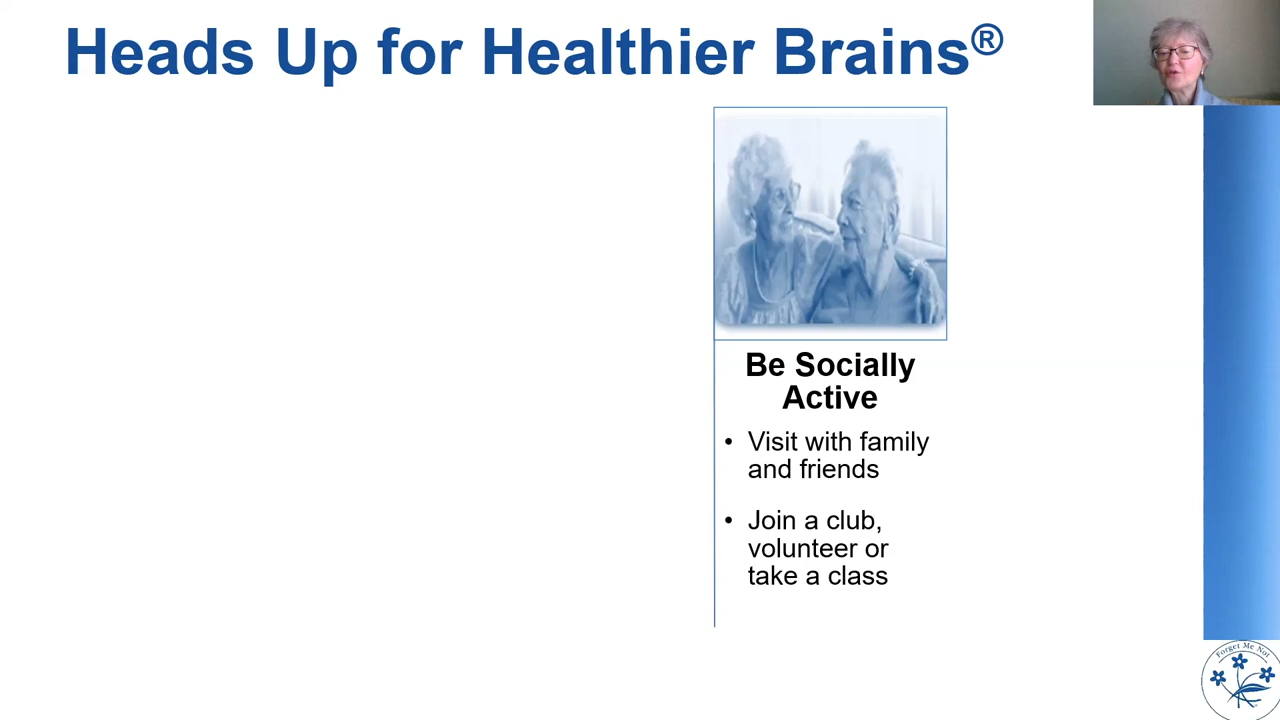 Heads Up for Healthier Brains®
Be Socially
Active
• Visit with family
and friends
• Join a club,
volunteer or
take a class
Forget Me Not